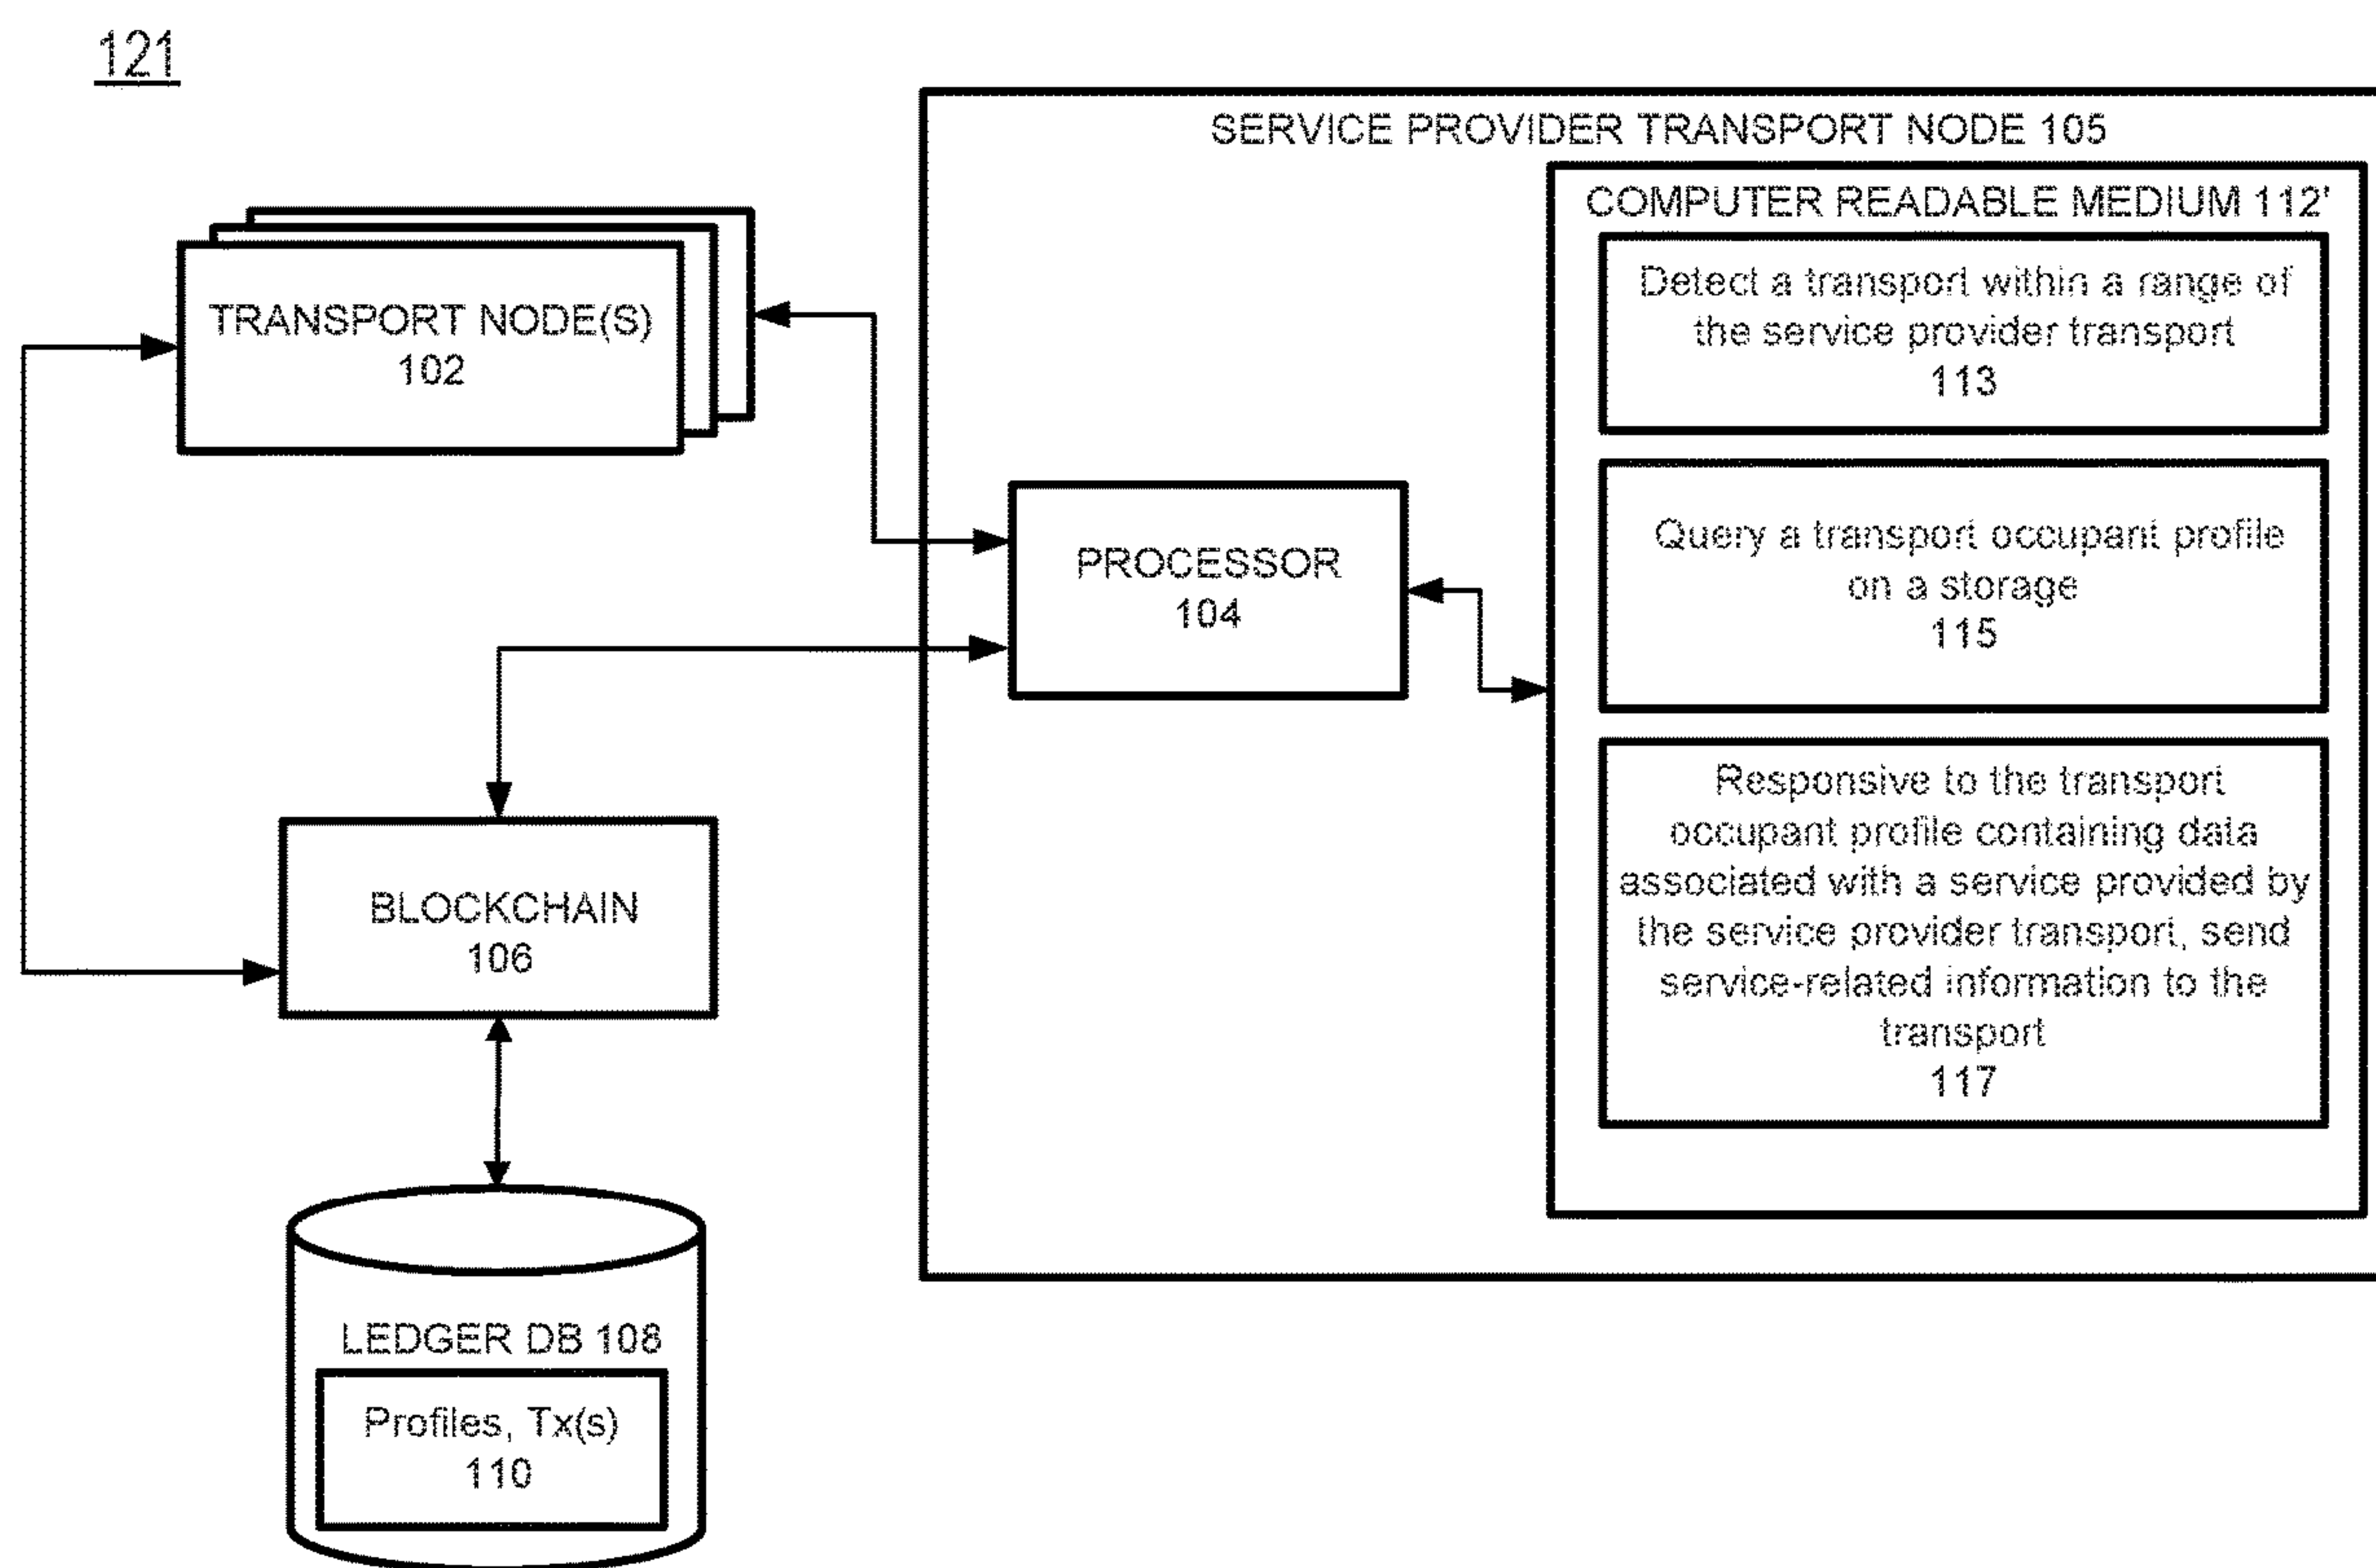 121
SERVICE PROVIDER TRANSPORT NODE 105
COMPUTER READABLE MEDIUM 112'
Detect a transport within a range of
the service provider transport
113
TRANSPORT NODE(S)
102
Query a transport occupant profile
on a storage
115
PROCESSOR
104
Responsive to the transport
occupant profile containing data
associated with a service provided by
the service provider transport, send
service-related information to the
transport
117
BLOCKCHAIN
106
LEDGER DB 108
Profiles, Tx(s)
110